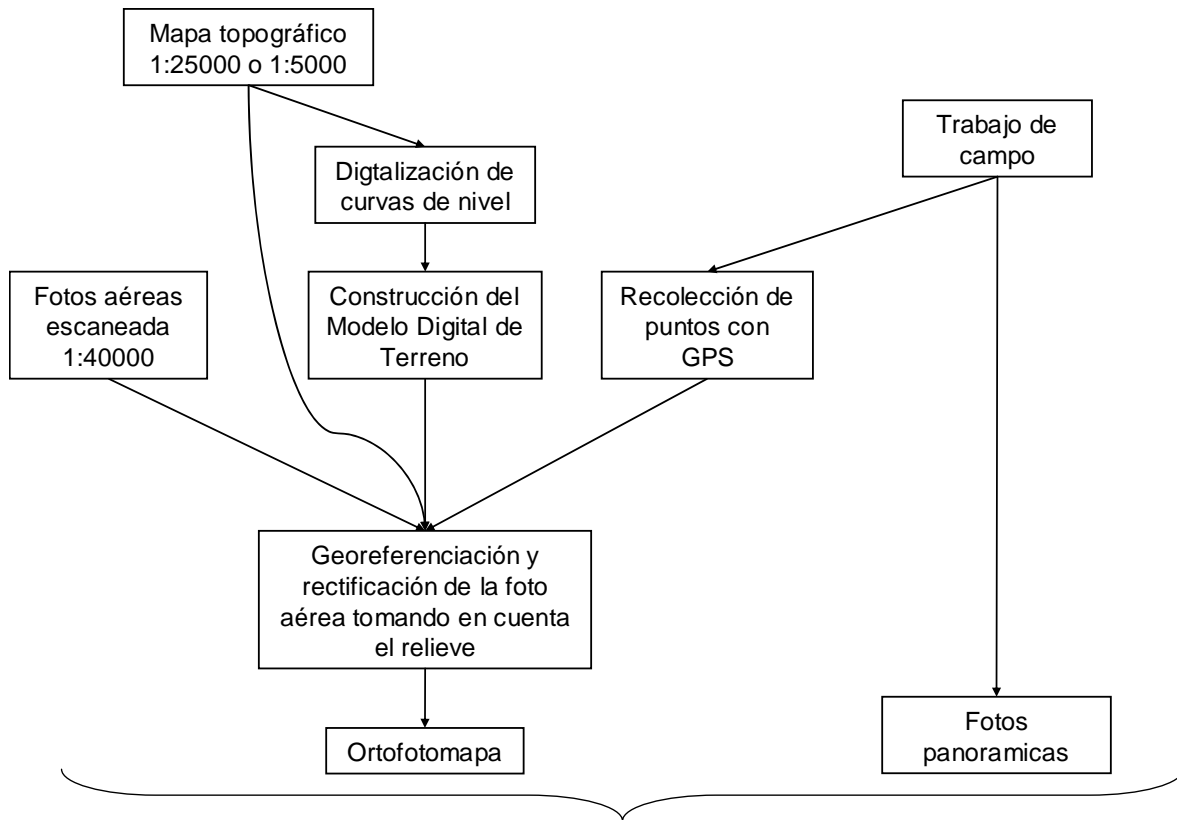 Mapa topográfico
1:25000 o 1:5000
Trabajo de
campo
Digtalización de
curvas de nivel
Fotos aéreas
escaneada
1:40000
Construcción del
Modelo Digital de
Terreno
Recolección de
puntos con
GPS
Georeferenciación y
rectificación de la foto
aérea tomando en cuenta
el relieve
Ortofotomapa
Fotos
panoramicas